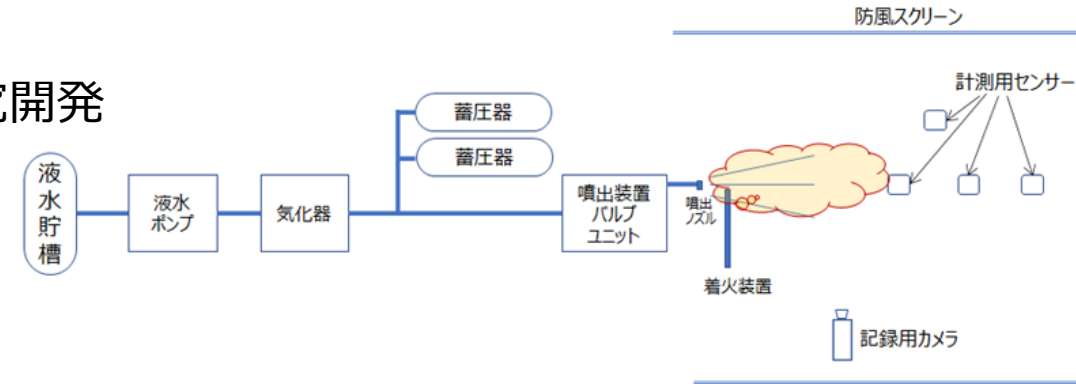 防風スクリーン
計測用センサー
究開発
蓄圧器
蓄圧器
液
水
貯
槽
液水
ポンプ
気化器
噴出装置
バルブ
ユニット
噴出
ノズル
着火装置
記録用カメラ